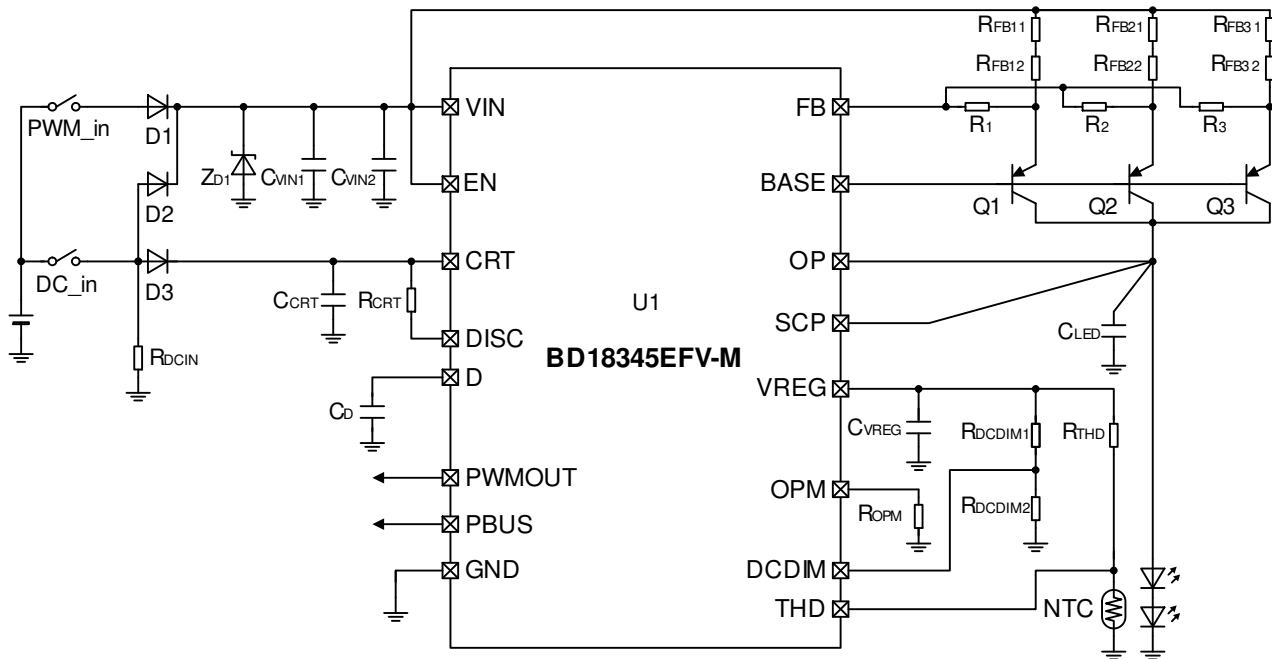 RFB11
RFB21
RFB31
RFB12
RFB22
RFB32
PWM_in
D1
VIN
FB
R1
R2
R3
ZD1
CVIN1
CVIN2
D2
EN
BASE
Q1
Q2
Q3
DC_in
D3
CRT
OP
CCRT
RCRT
U1
SCP
CLED
RDCIN
DISC
BD18345EFV-M
D
VREG
CD
CVREG
RDCDIM1
RTHD
PWMOUT
OPM
ROPM
RDCDIM2
PBUS
GND
DCDIM
THD
NTC